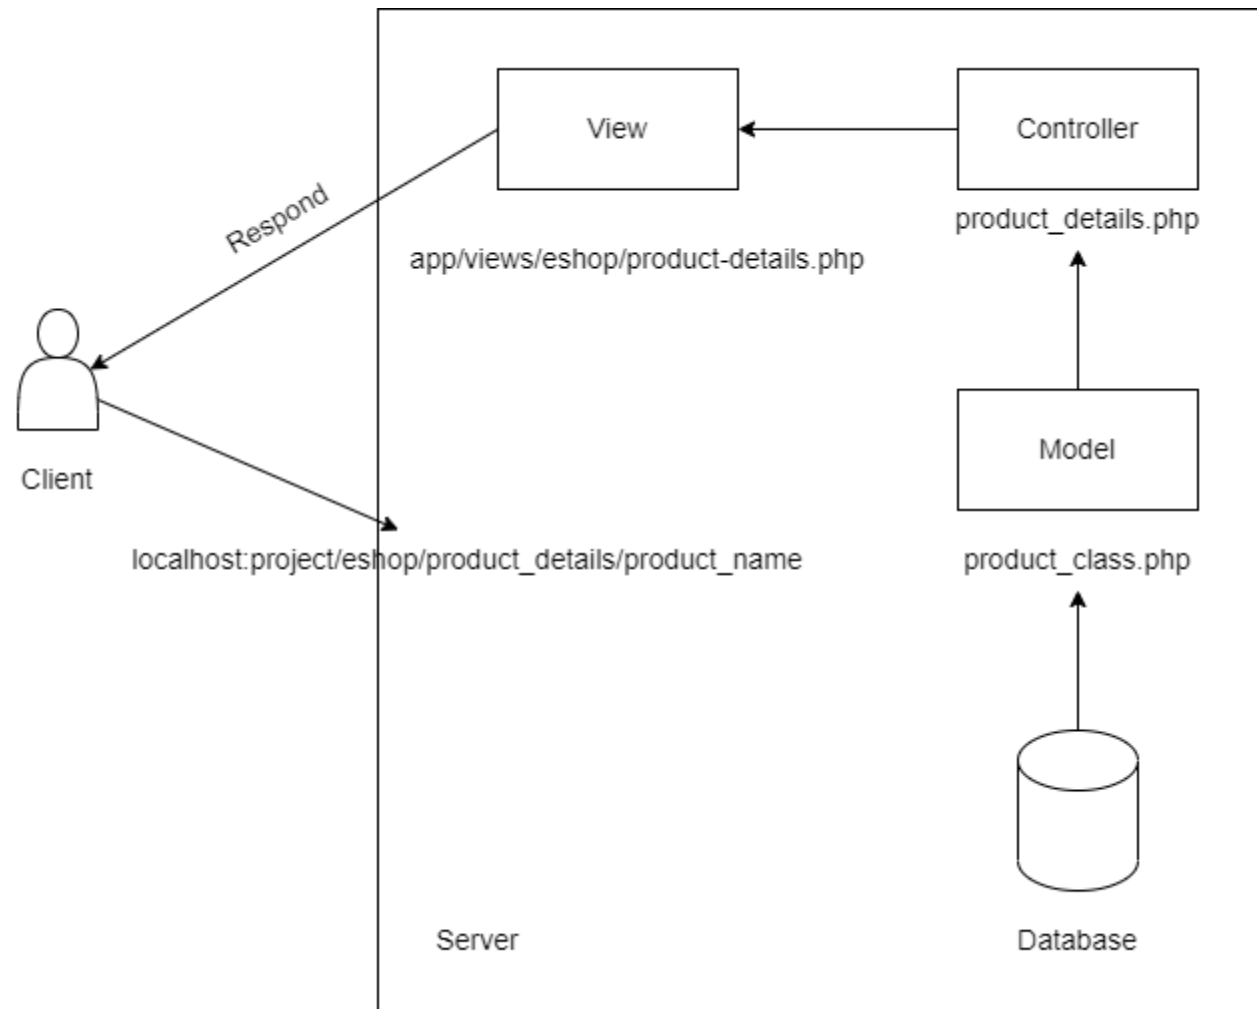 View
Controller
product_details.php
Respond
app/views/eshop/product-details.php
Model
Client
localhost:project/eshop/product_details/product_name
product_class.php
Server
Database